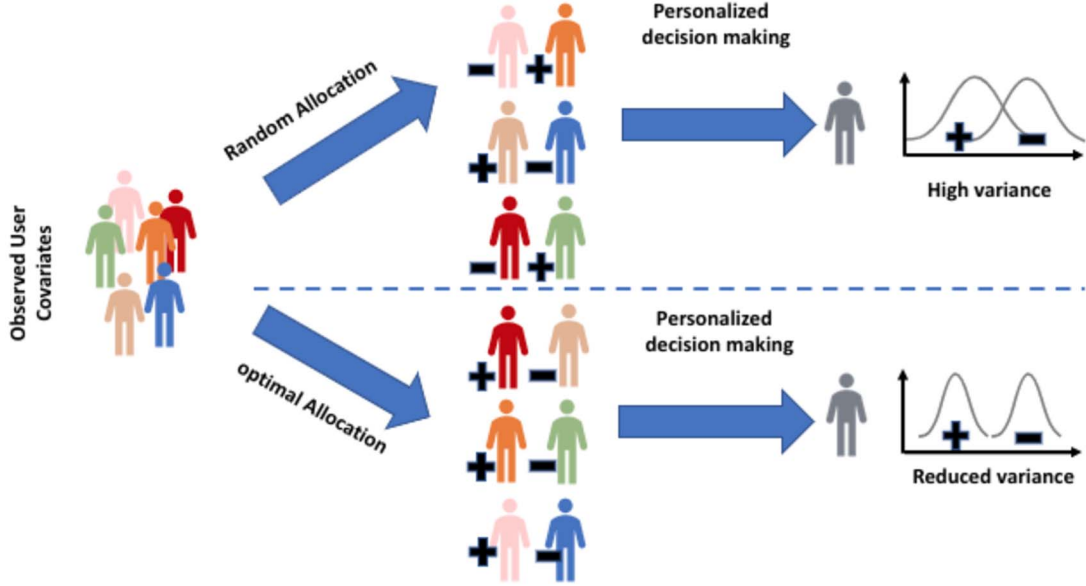 Observed User
Covariates
Random Allocation
Personalized
decision making
High variance
optimal Allocation
Personalized
decision making
Reduced variance